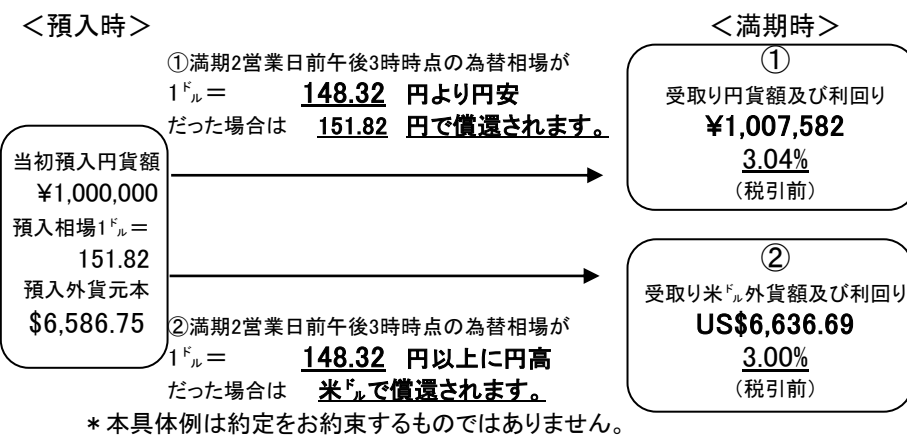 ＜預入時＞
＜満期時＞
①満期2営業日前午後3時時点の為替相場が
1㌦＝ 148.32 円より円安
だった場合は 151.82 円で償還されます。
①
受取り円貨額及び利回り
¥1,007,582
3.04%
(税引前)
当初預入円貨額
¥1,000,000
預入相場1㌦＝
151.82
預入外貨元本
$6,586.75
②満期2営業日前午後3時時点の為替相場が
1㌦＝ 148.32 円以上に円高
だった場合は 米㌦で償還されます。
②
受取り米㌦外貨額及び利回り
US$6,636.69
3.00%
(税引前)
＊本具体例は約定をお約束するものではありません。